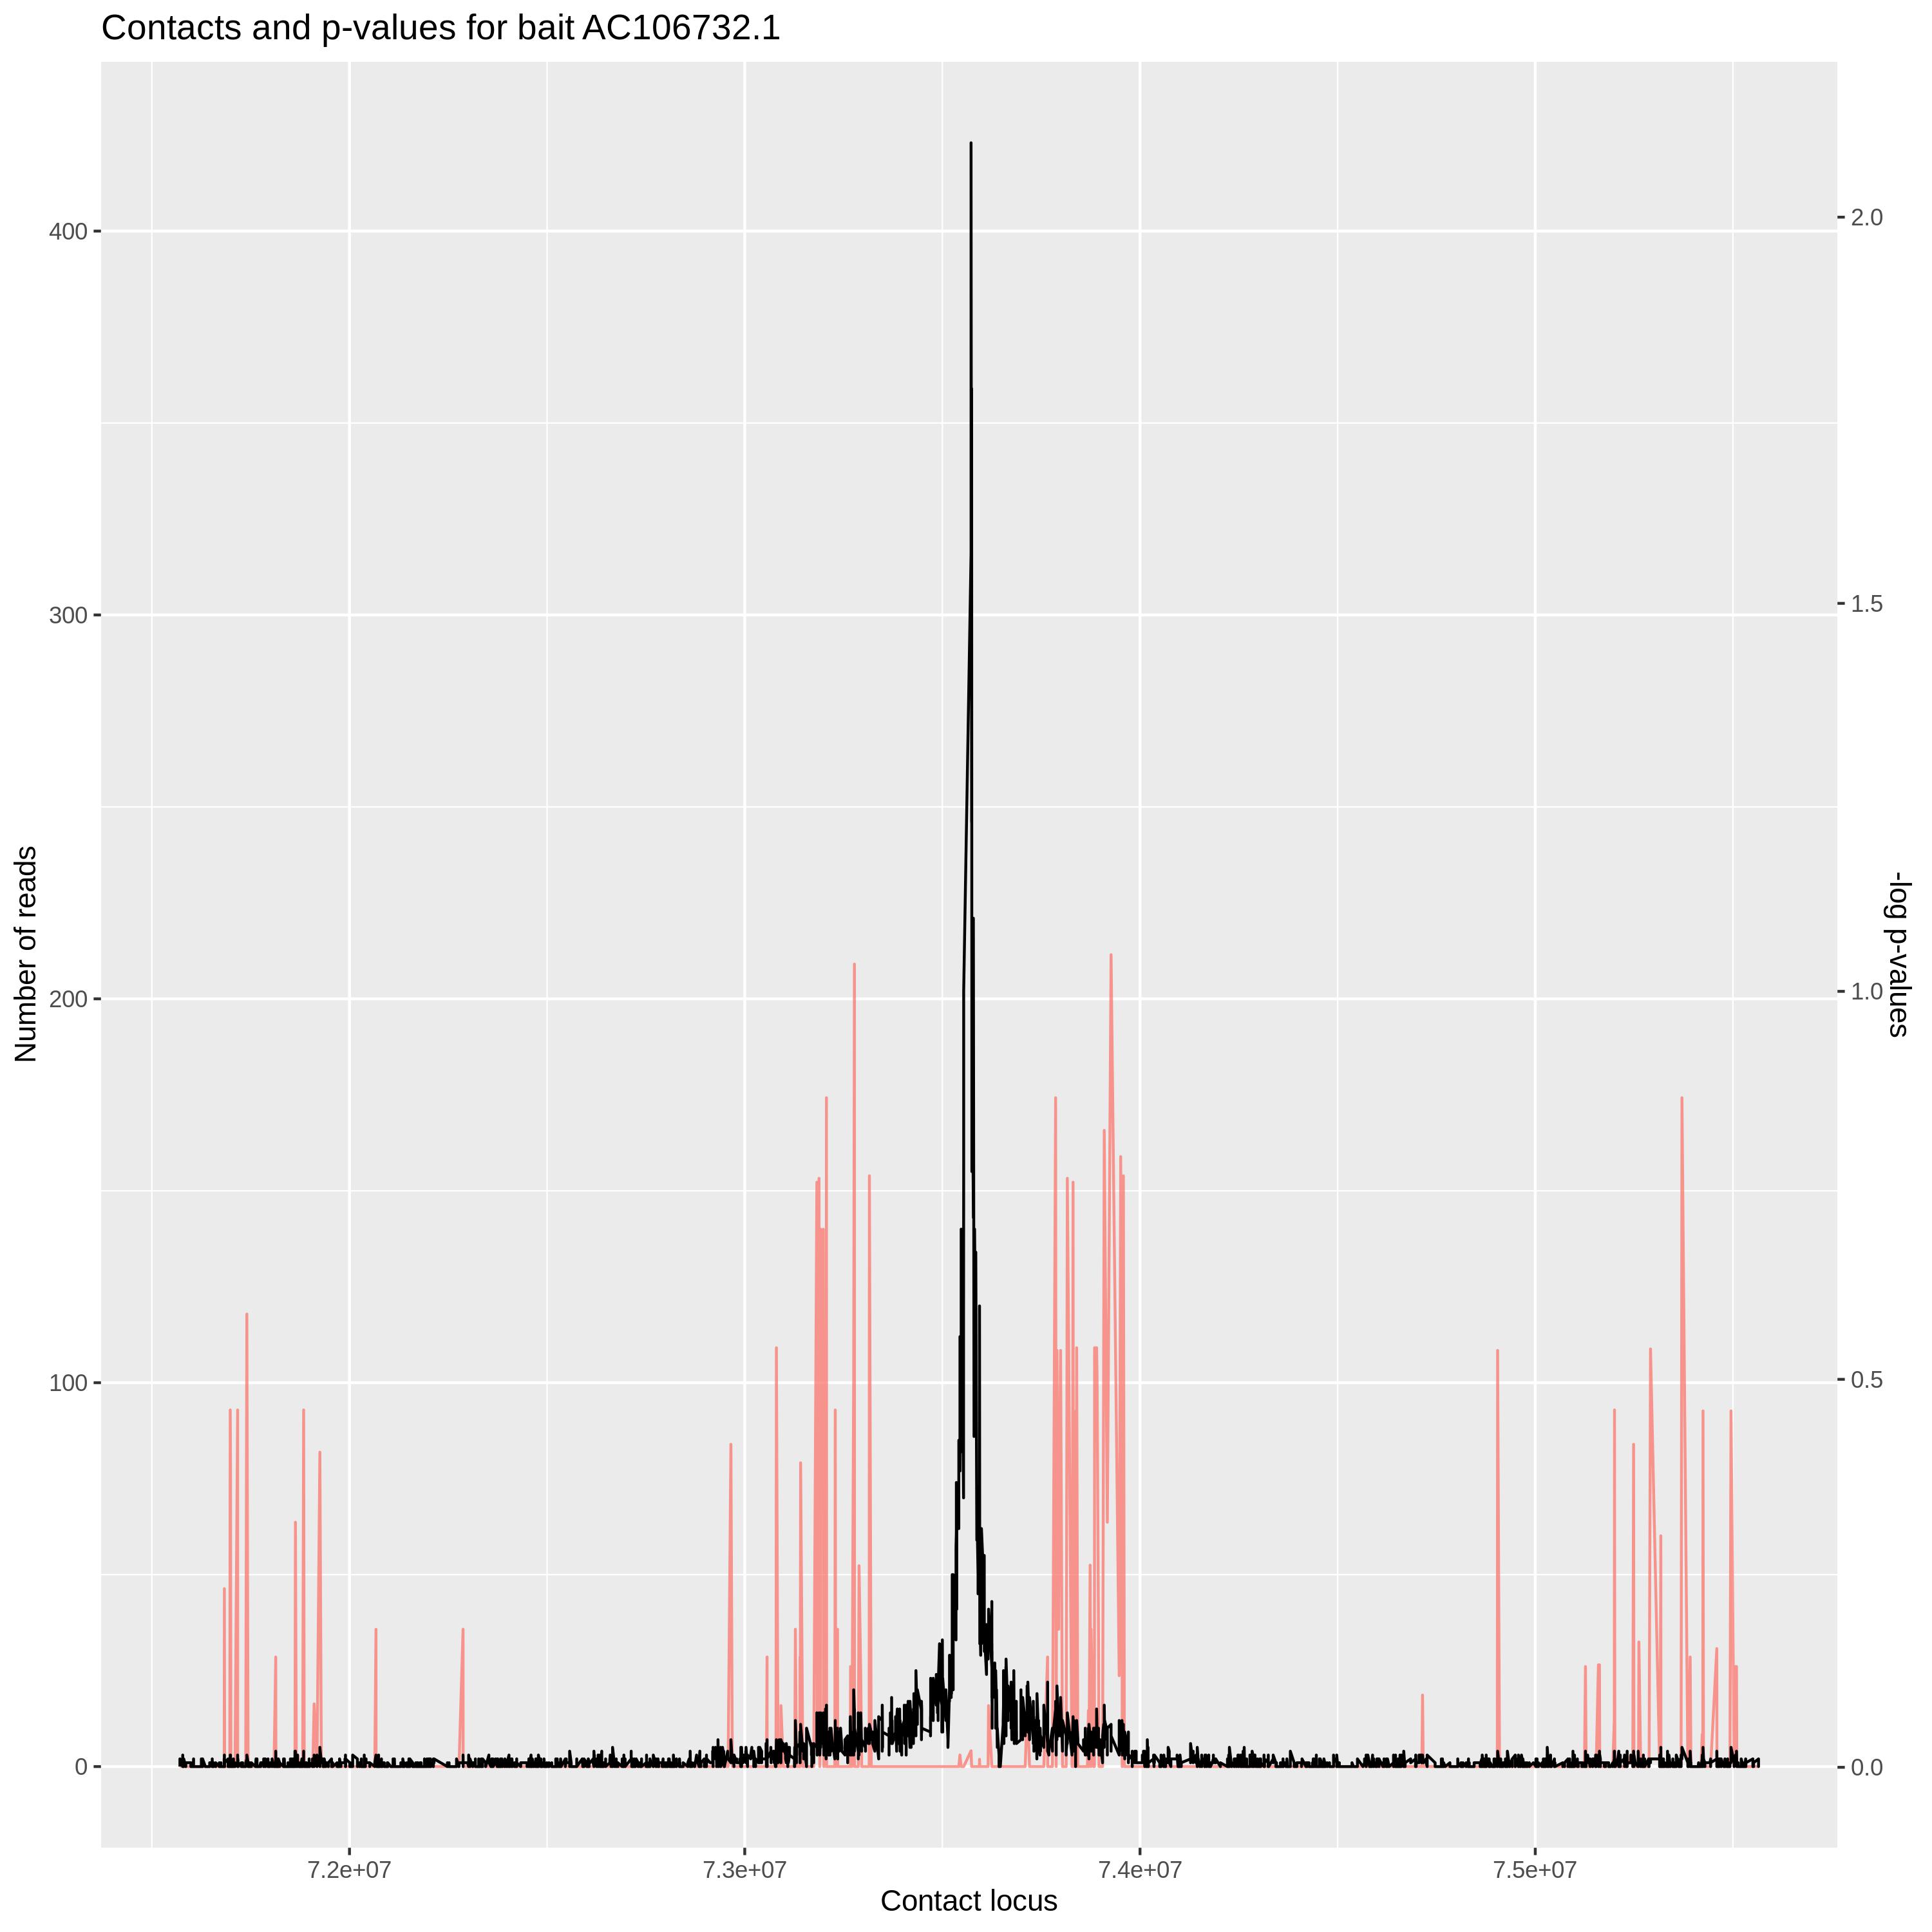 Contacts and p-values for bait AC106732.1
400
300
200
100
0
Number of reads
2.0
1.5
1.0
0.5
0.0
-log p-values
7.2e+07
7.3e+07
7.4e+07
7.5e+07
Contact locus